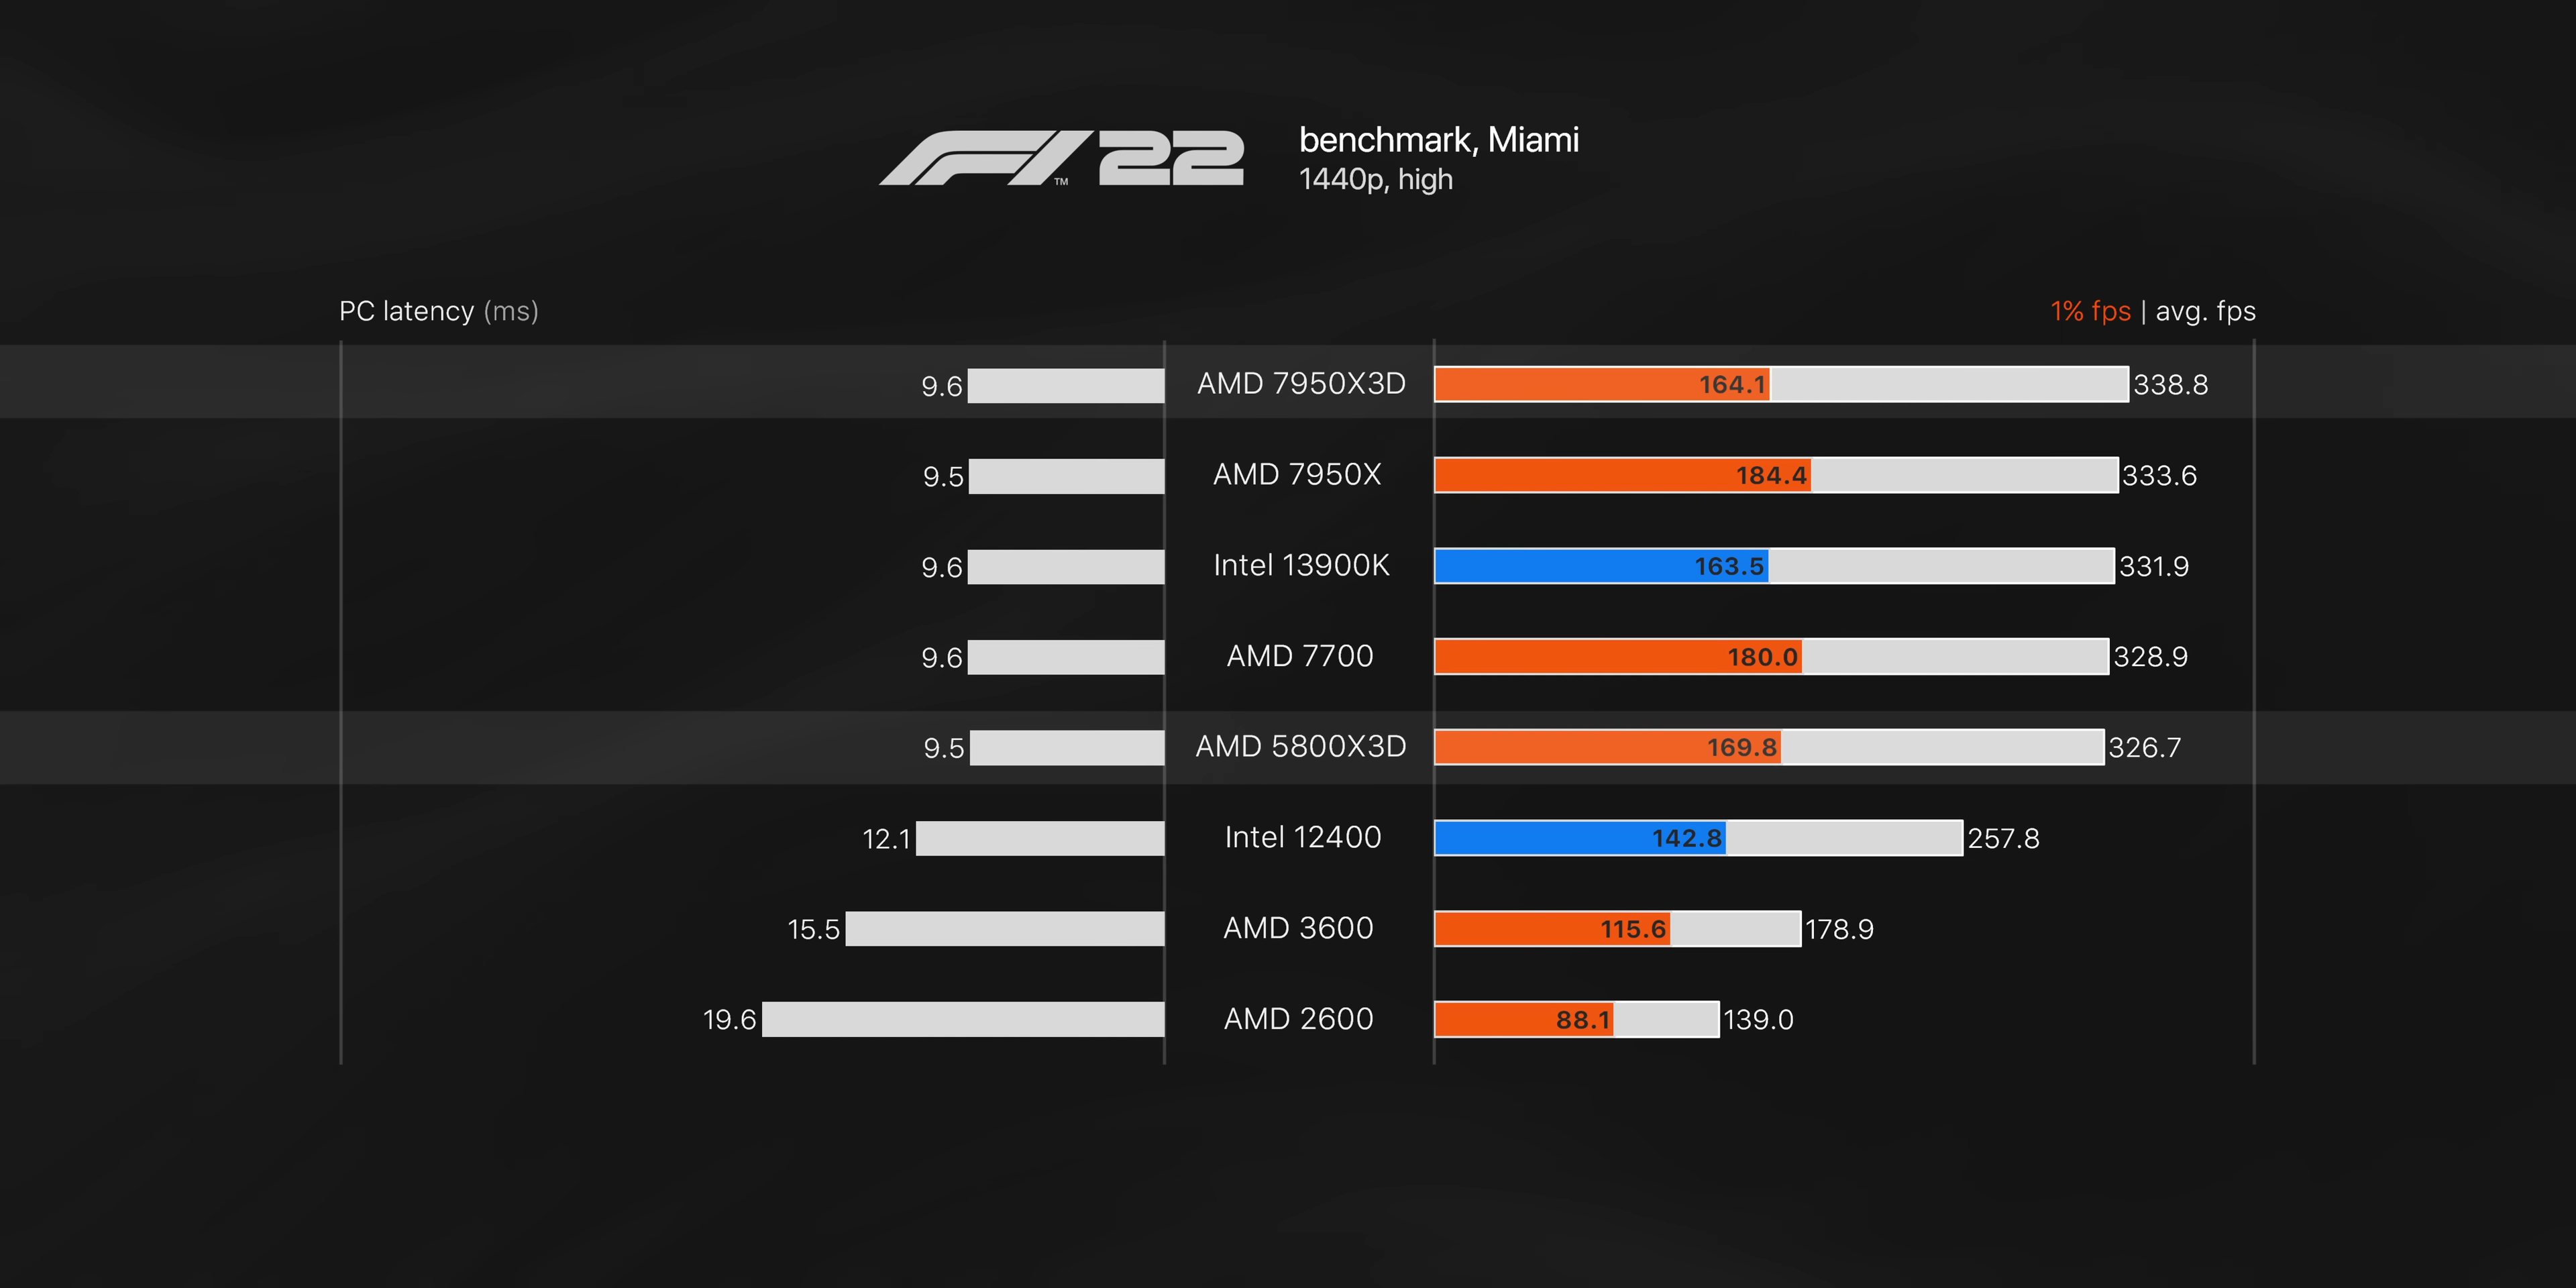 F1 22™
benchmark, Miami
1440p, high
PC latency (ms)
1% fps | avg. fps
9.6 AMD 7950X3D 164.1 338.8
9.5 AMD 7950X 184.4 333.6
9.6 Intel 13900K 163.5 331.9
9.6 AMD 7700 180.0 328.9
9.5 AMD 5800X3D 169.8 326.7
12.1 Intel 12400 142.8 257.8
15.5 AMD 3600 115.6 178.9
19.6 AMD 2600 88.1 139.0